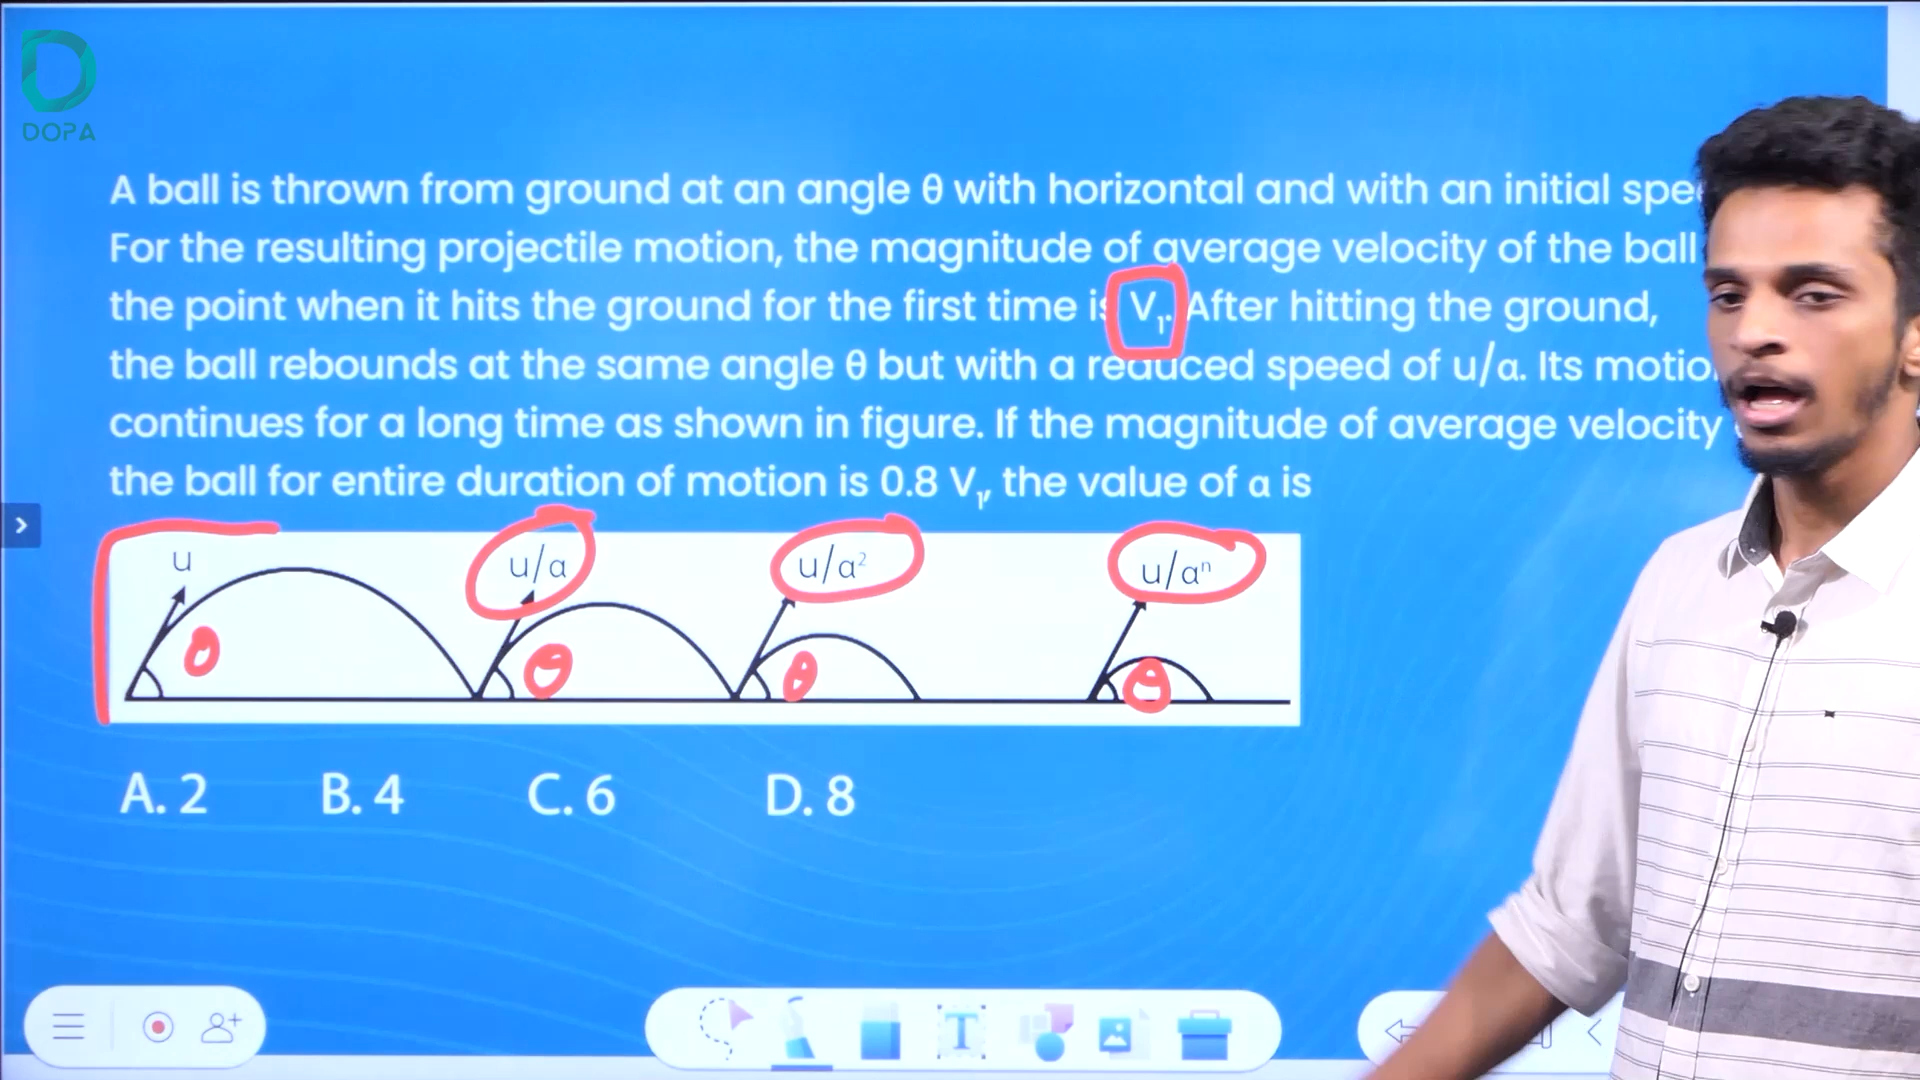 DOPA
A ball is thrown from ground at an angle θ with horizontal and with an initial
For the resulting projectile motion, the magnitude of average velocity of the ball
the point when it hits the ground for the first time is V₁. After hitting the ground,
the ball rebounds at the same angle θ but with a reduced speed of u/α. Its
continues for a long time as shown in figure. If the magnitude of average velocity
the ball for entire duration of motion is 0.8 V₁, the value of α is
u u/α u/α² u/αⁿ
θ θ θ θ
A. 2 B. 4 C. 6 D. 8
T